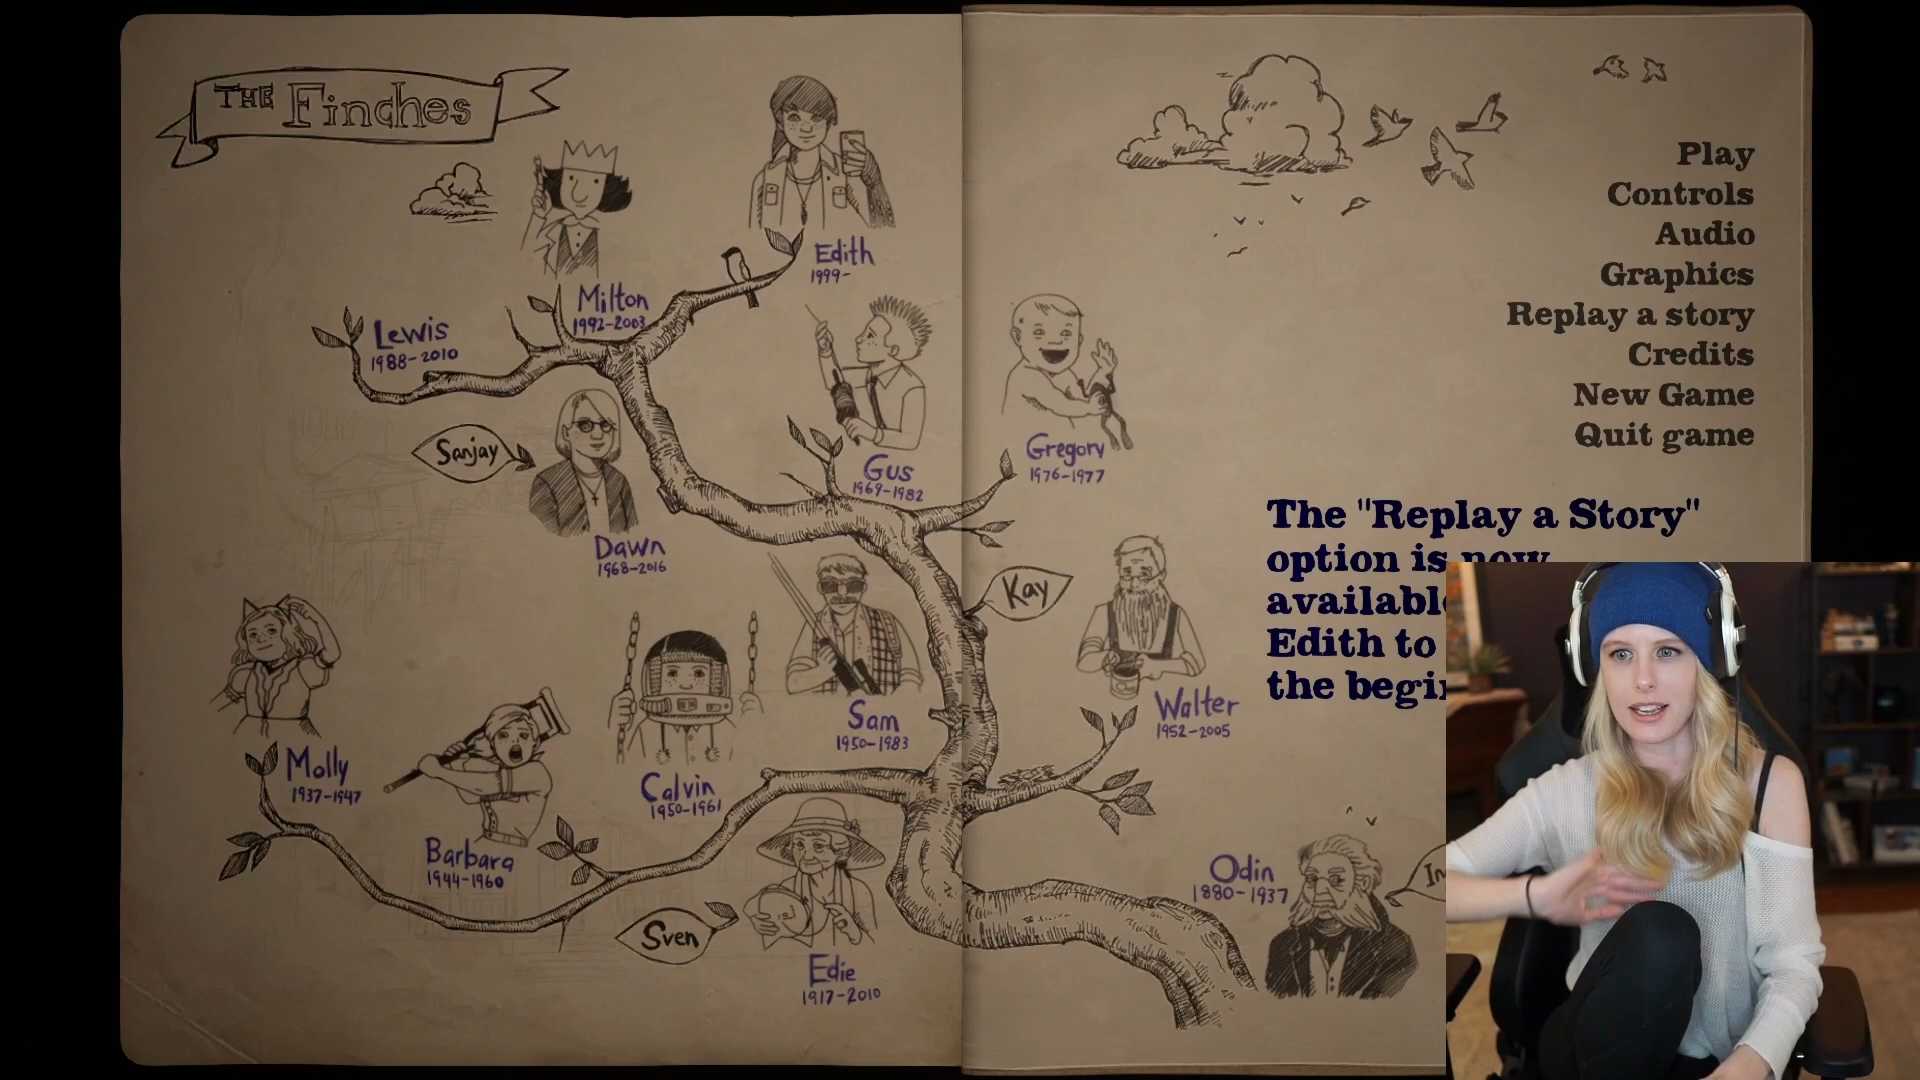 THE Finches
Edith
1999-
Milton
1992-2003
Lewis
1988-2010
Sanjay
Dawn
1968-2016
Gus
1969-1982
Gregory
1976-1977
Kay
Sam
1950-1983
Walter
1952-2005
Molly
1937-1947
Barbara
1944-1960
Calvin
1950-1961
Sven
Edie
1917-2010
Odin
1880-1937
Play
Controls
Audio
Graphics
Replay a story
Credits
New Game
Quit game
The "Replay a Story"
option is now
Edith to
the